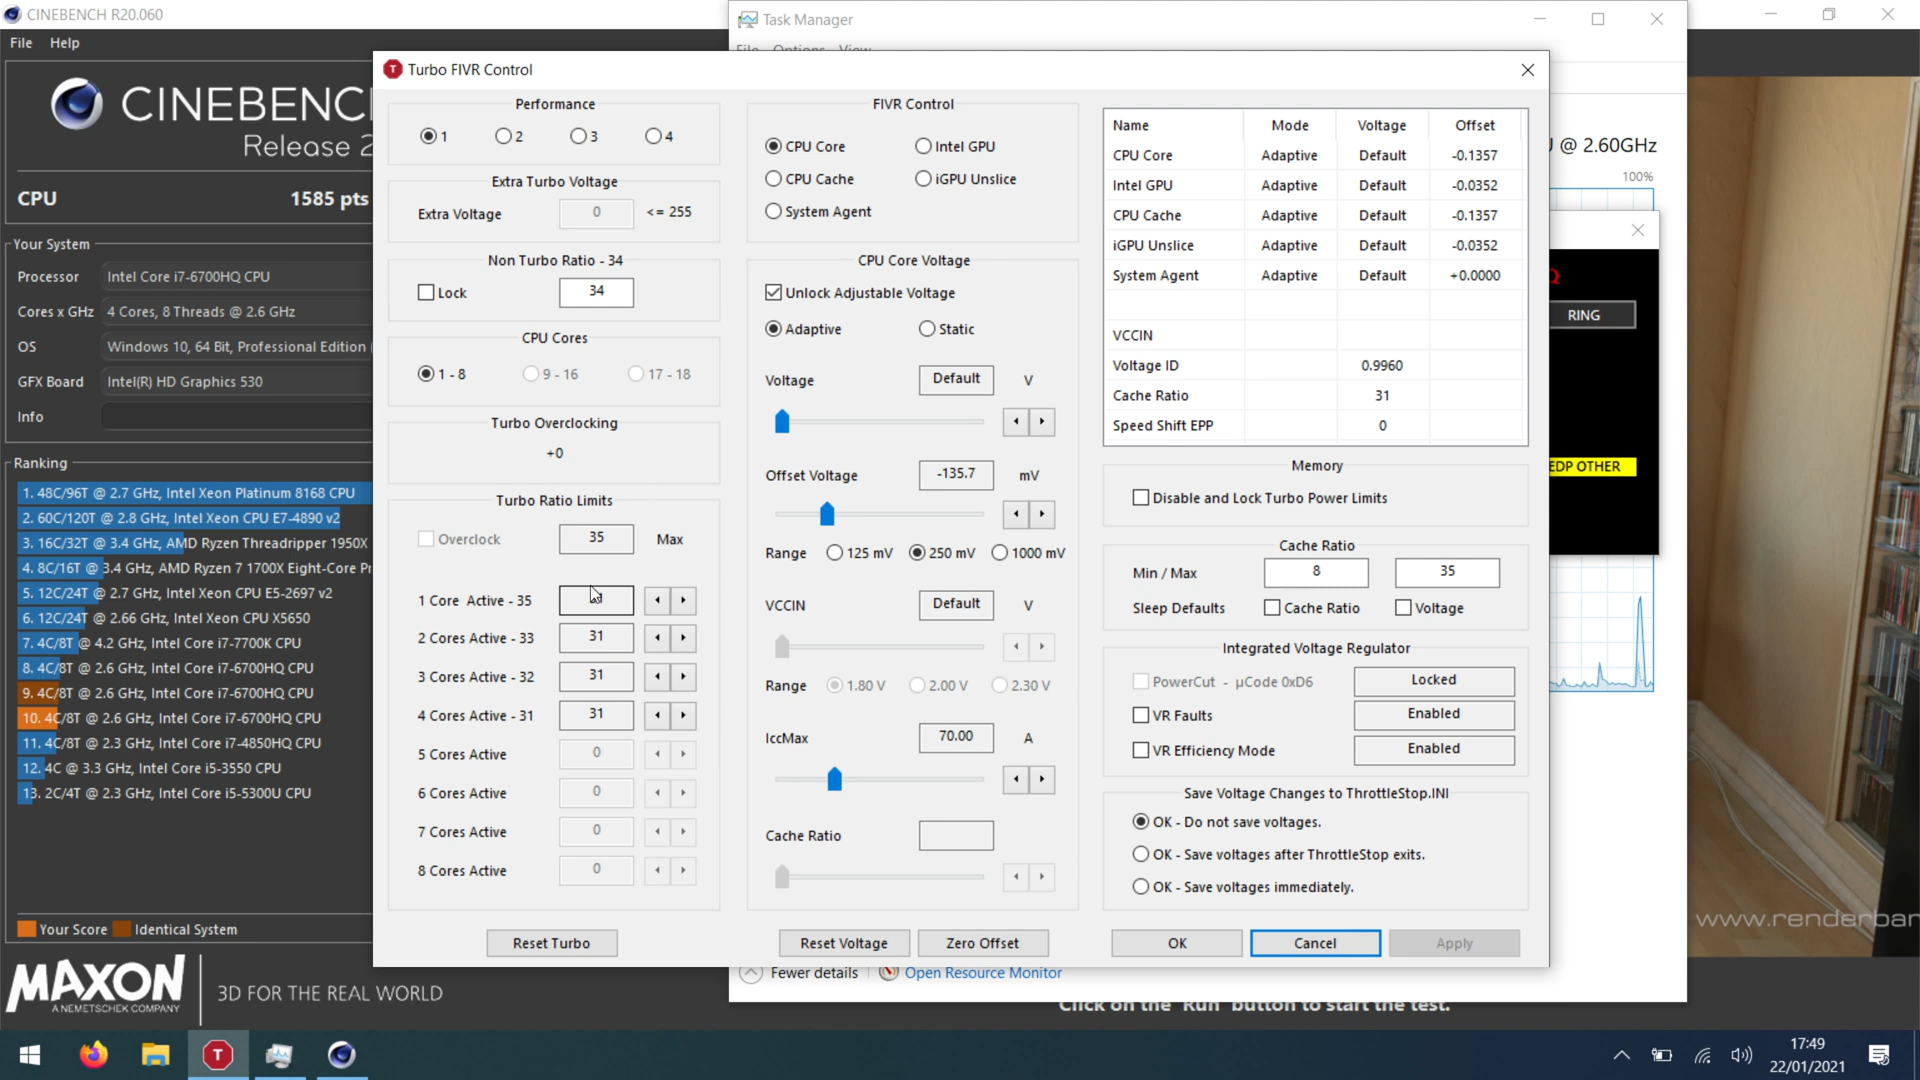 CINEBENCH R20.060
File Help
CINEBENC
Release 2
CPU 1585 pts
Your System
Processor Intel Core i7-6700HQ CPU
Cores x GHz 4 Cores, 8 Threads @ 2.6 GHz
OS Windows 10, 64 Bit, Professional Edition (
GFX Board Intel(R) HD Graphics 530
Info
Ranking
1. 48C/96T @ 2.7 GHz, Intel Xeon Platinum 8168 CPU
2. 60C/120T @ 2.8 GHz, Intel Xeon CPU E7-4890 v2
3. 16C/32T @ 3.4 GHz, AMD Ryzen Threadripper 1950X
4. 8C/16T @ 3.4 GHz, AMD Ryzen 7 1700X Eight-Core Pr
5. 12C/24T @ 2.7 GHz, Intel Xeon CPU E5-2697 v2
6. 12C/24T @ 2.66 GHz, Intel Xeon CPU X5650
7. 4C/8T @ 4.2 GHz, Intel Core i7-7700K CPU
8. 4C/8T @ 2.6 GHz, Intel Core i7-6700HQ CPU
9. 4C/8T @ 2.6 GHz, Intel Core i7-6700HQ CPU
10. 4C/8T @ 2.6 GHz, Intel Core i7-6700HQ CPU
11. 4C/8T @ 2.3 GHz, Intel Core i7-4850HQ CPU
12. 4C @ 3.3 GHz, Intel Core i5-3550 CPU
13. 2C/4T @ 2.3 GHz, Intel Core i5-5300U CPU
Your Score Identical System
MAXON
A NEMETSCHEK COMPANY
3D FOR THE REAL WORLD
Task Manager
File Options View
Turbo FIVR Control
Performance
1 2 3 4
Extra Turbo Voltage
Extra Voltage 0 <= 255
Non Turbo Ratio - 34
Lock 34
CPU Cores
1 - 8 9 - 16 17 - 18
Turbo Overclocking
+0
Turbo Ratio Limits
Overclock 35 Max
1 Core Active - 35
2 Cores Active - 33 31
3 Cores Active - 32 31
4 Cores Active - 31 31
5 Cores Active 0
6 Cores Active 0
7 Cores Active 0
8 Cores Active 0
Reset Turbo
FIVR Control
CPU Core Intel GPU
CPU Cache iGPU Unslice
System Agent
CPU Core Voltage
Unlock Adjustable Voltage
Adaptive Static
Voltage Default V
Offset Voltage -135.7 mV
Range 125 mV 250 mV 1000 mV
VCCIN Default V
Range 1.80 V 2.00 V 2.30 V
IccMax 70.00 A
Cache Ratio
Reset Voltage Zero Offset
Name Mode Voltage Offset
CPU Core Adaptive Default -0.1357
Intel GPU Adaptive Default -0.0352
CPU Cache Adaptive Default -0.1357
iGPU Unslice Adaptive Default -0.0352
System Agent Adaptive Default +0.0000
VCCIN
Voltage ID 0.9960
Cache Ratio 31
Speed Shift EPP 0
Memory
Disable and Lock Turbo Power Limits
Cache Ratio
Min / Max 8 35
Sleep Defaults Cache Ratio Voltage
Integrated Voltage Regulator
PowerCut - µCode 0xD6 Locked
VR Faults Enabled
VR Efficiency Mode Enabled
Save Voltage Changes to ThrottleStop.INI
OK - Do not save voltages.
OK - Save voltages after ThrottleStop exits.
OK - Save voltages immediately.
OK Cancel Apply
@ 2.60GHz
100%
Q
RING
EDP OTHER
www.renderbar
Fewer details Open Resource Monitor
Click on the "Run" button to start the test.
17:49
22/01/2021